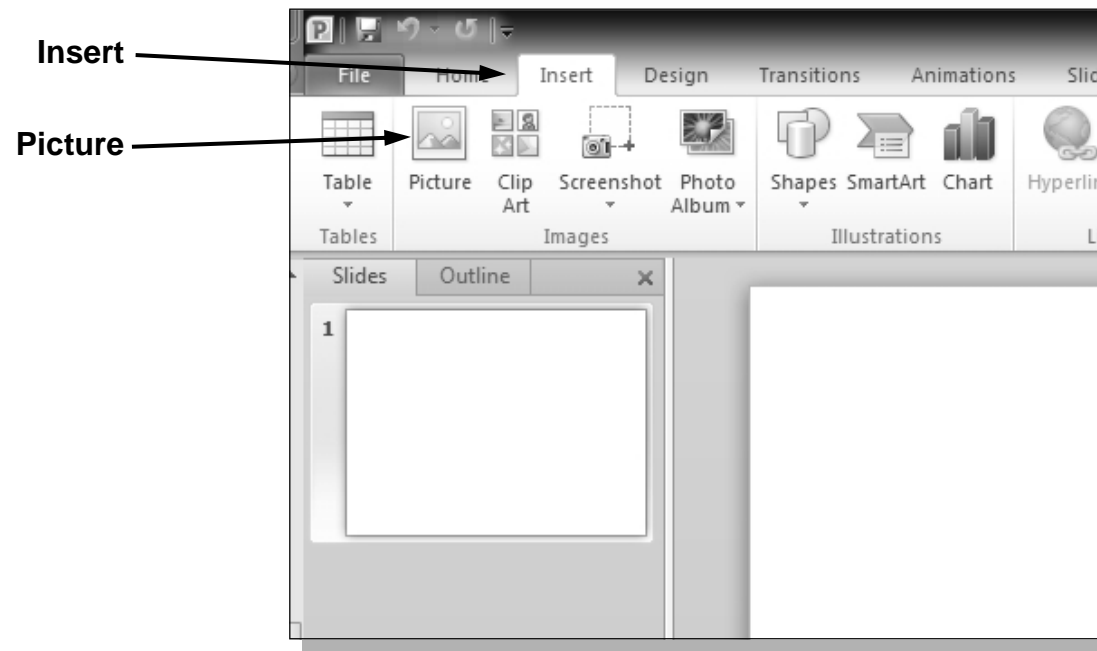 Insert
Picture
P
File Home Insert Design Transitions Animations
Table Picture Clip Art Screenshot Photo Album Shapes SmartArt Chart
Tables Images Illustrations
Slides Outline
1